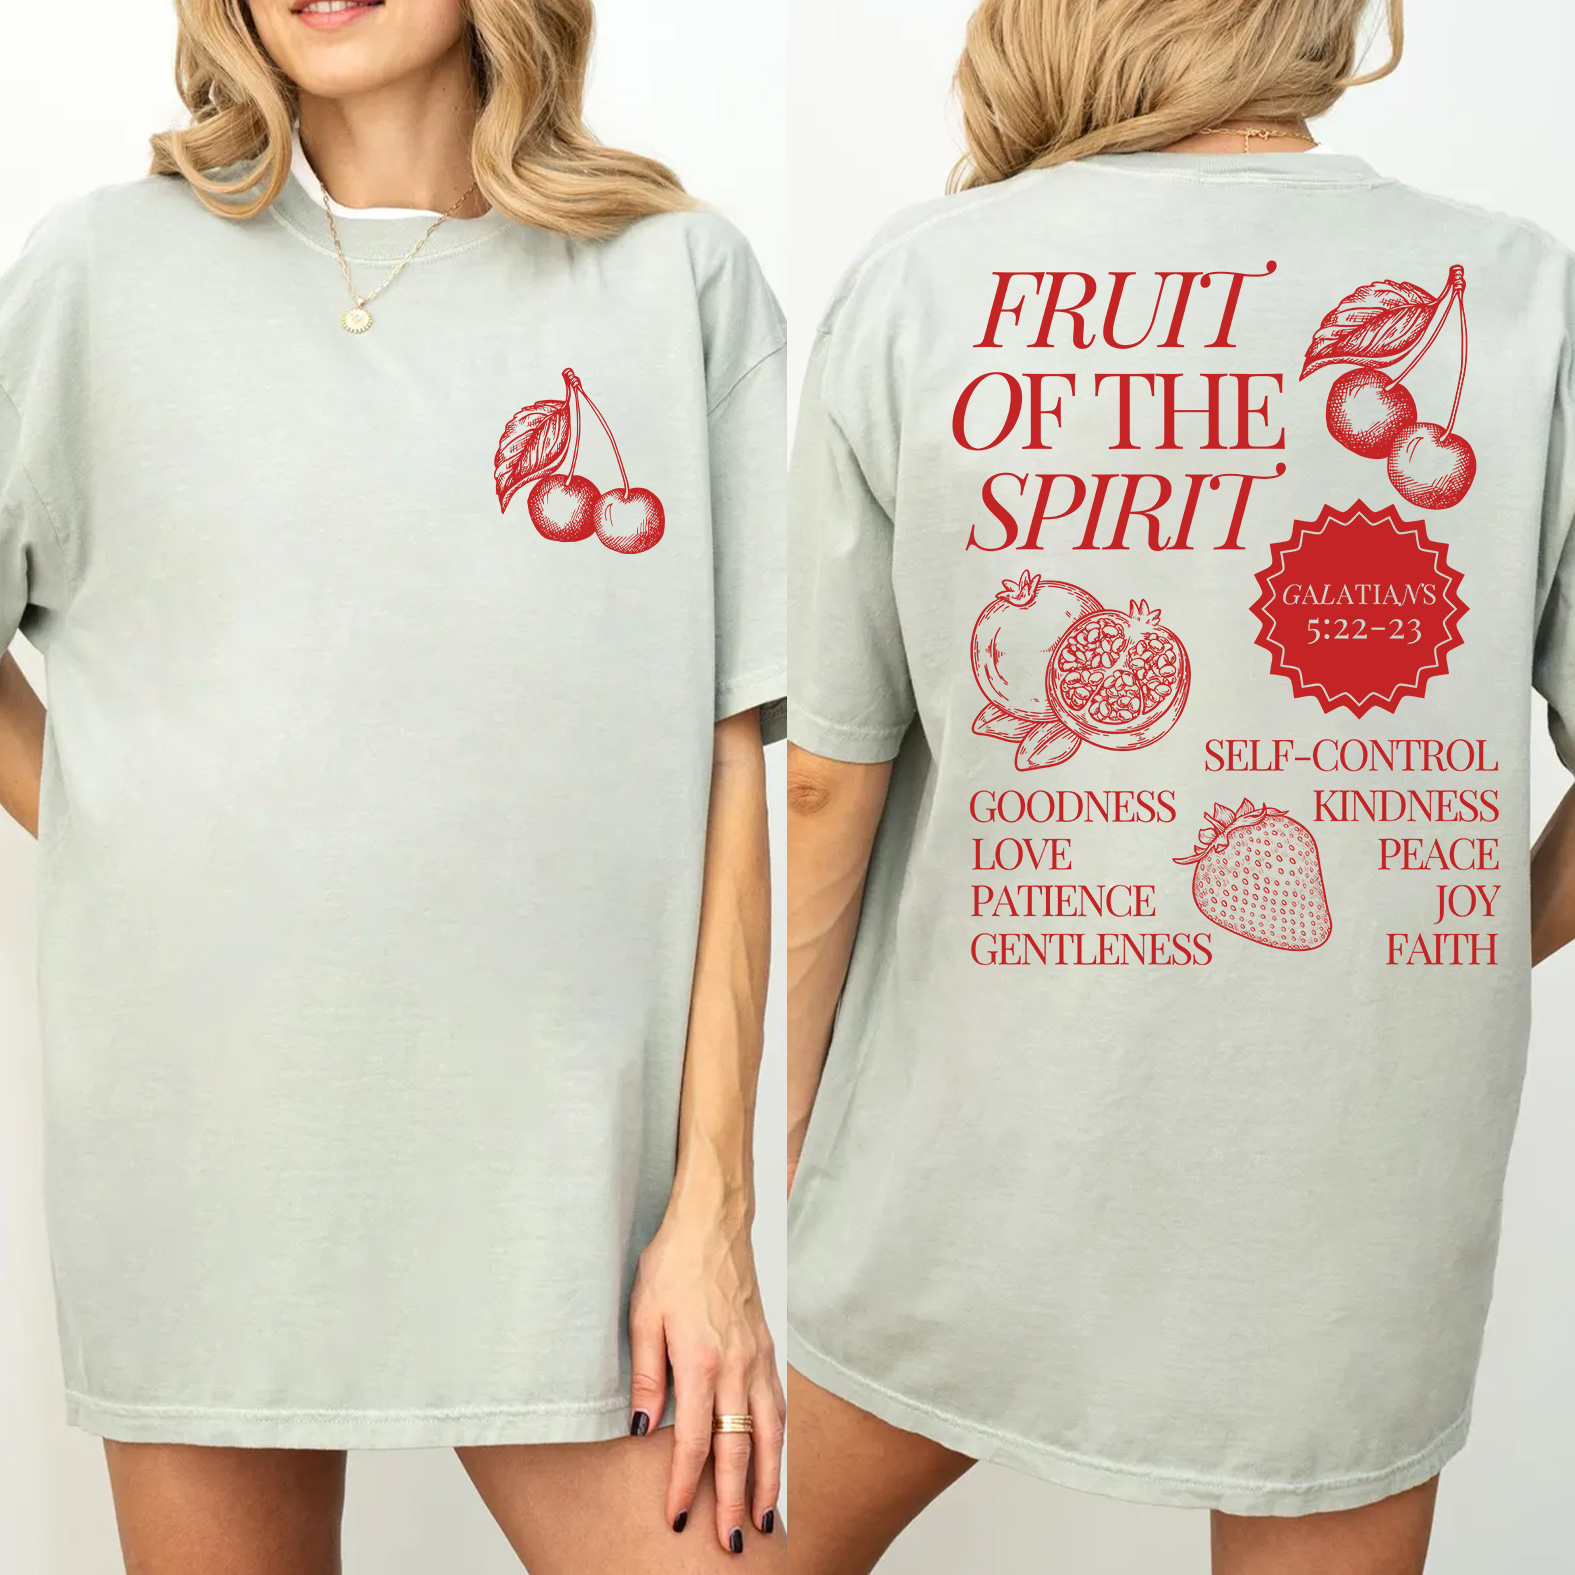 FRUIT
OF THE
SPIRIT
GALATIANS
5:22-23
SELF-CONTROL
GOODNESS
KINDNESS
LOVE
PEACE
PATIENCE
JOY
GENTLENESS
FAITH